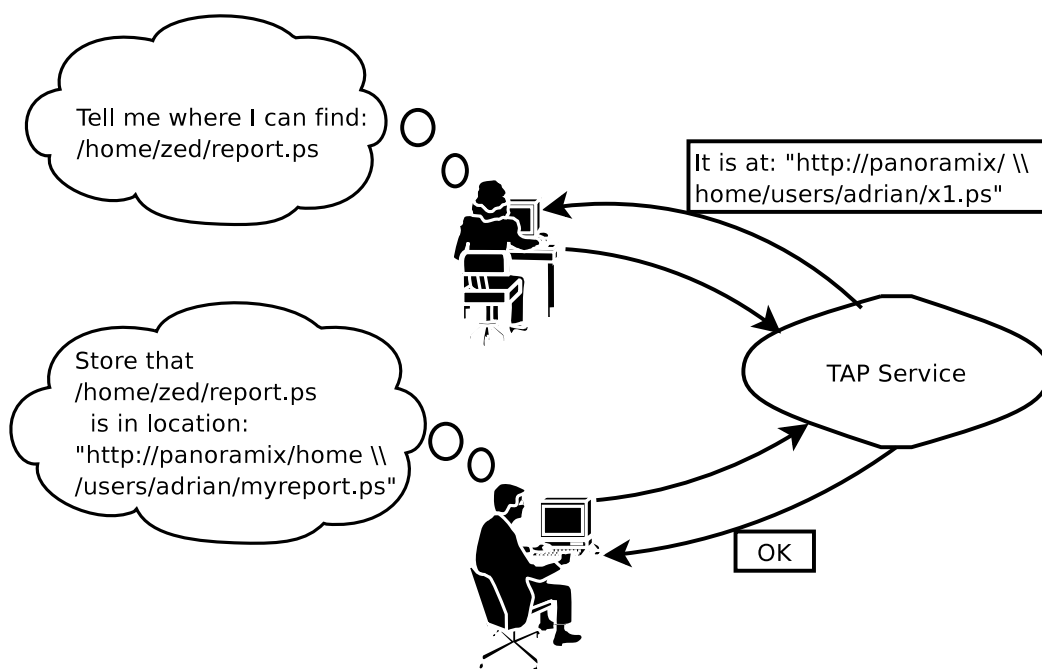 Tell me where I can find:
/home/zed/report.ps
It is at: "http://panoramix/ \\
home/users/adrian/x1.ps"
Store that
/home/zed/report.ps
is in location:
"http://panoramix/home \\
/users/adrian/myreport.ps"
TAP Service
OK